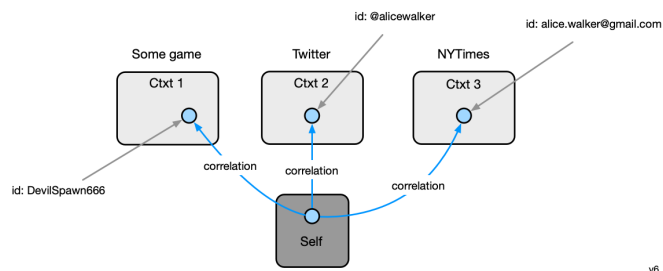 id: @alicewalker
id: alice.walker@gmail.com
Some game
Twitter
NYTimes
Ctxt 1
Ctxt 2
Ctxt 3
correlation
correlation
correlation
id: DevilSpawn666
Self
v6